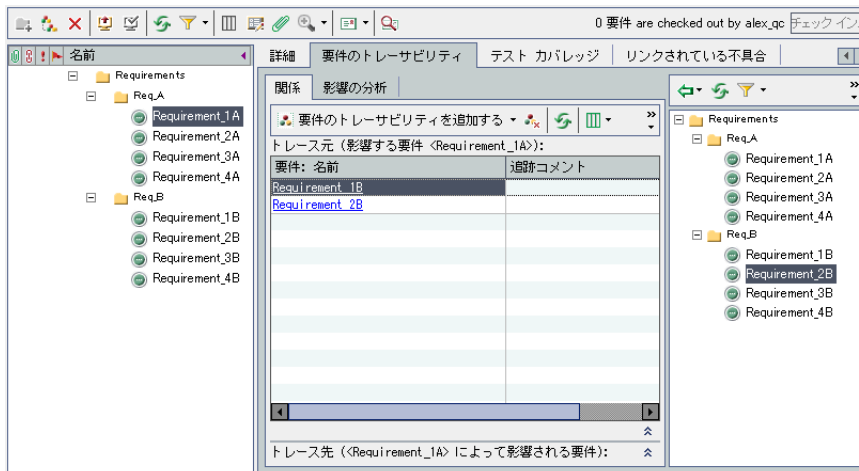 0 要件 are checked out by alex_qc チェック イン
名前
Requirements
Req_A
Requirement_1A
Requirement_2A
Requirement_3A
Requirement_4A
Req_B
Requirement_1B
Requirement_2B
Requirement_3B
Requirement_4B
詳細 要件のトレーサビリティ テスト カバレッジ リンクされている不具合
関係 影響の分析
要件のトレーサビリティを追加する
トレース元 (影響する要件 <Requirement_1A>):
要件: 名前 追跡コメント
Requirement_1B
Requirement_2B
トレース先 (<Requirement_1A> によって影響される要件):
Requirements
Req_A
Requirement_1A
Requirement_2A
Requirement_3A
Requirement_4A
Req_B
Requirement_1B
Requirement_2B
Requirement_3B
Requirement_4B